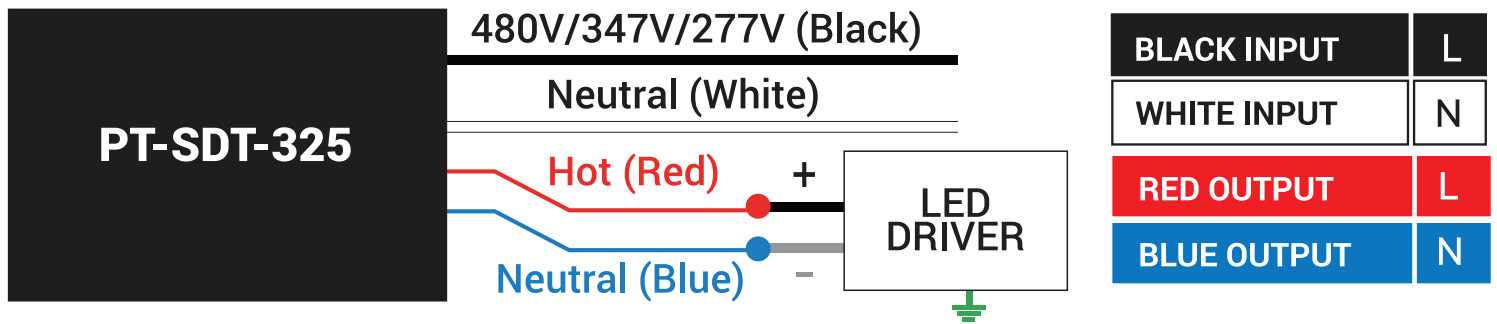 480V/347V/277V (Black)
Neutral (White)
PT-SDT-325
Hot (Red)
+
LED
DRIVER
Neutral (Blue)
–
BLACK INPUT L
WHITE INPUT N
RED OUTPUT L
BLUE OUTPUT N